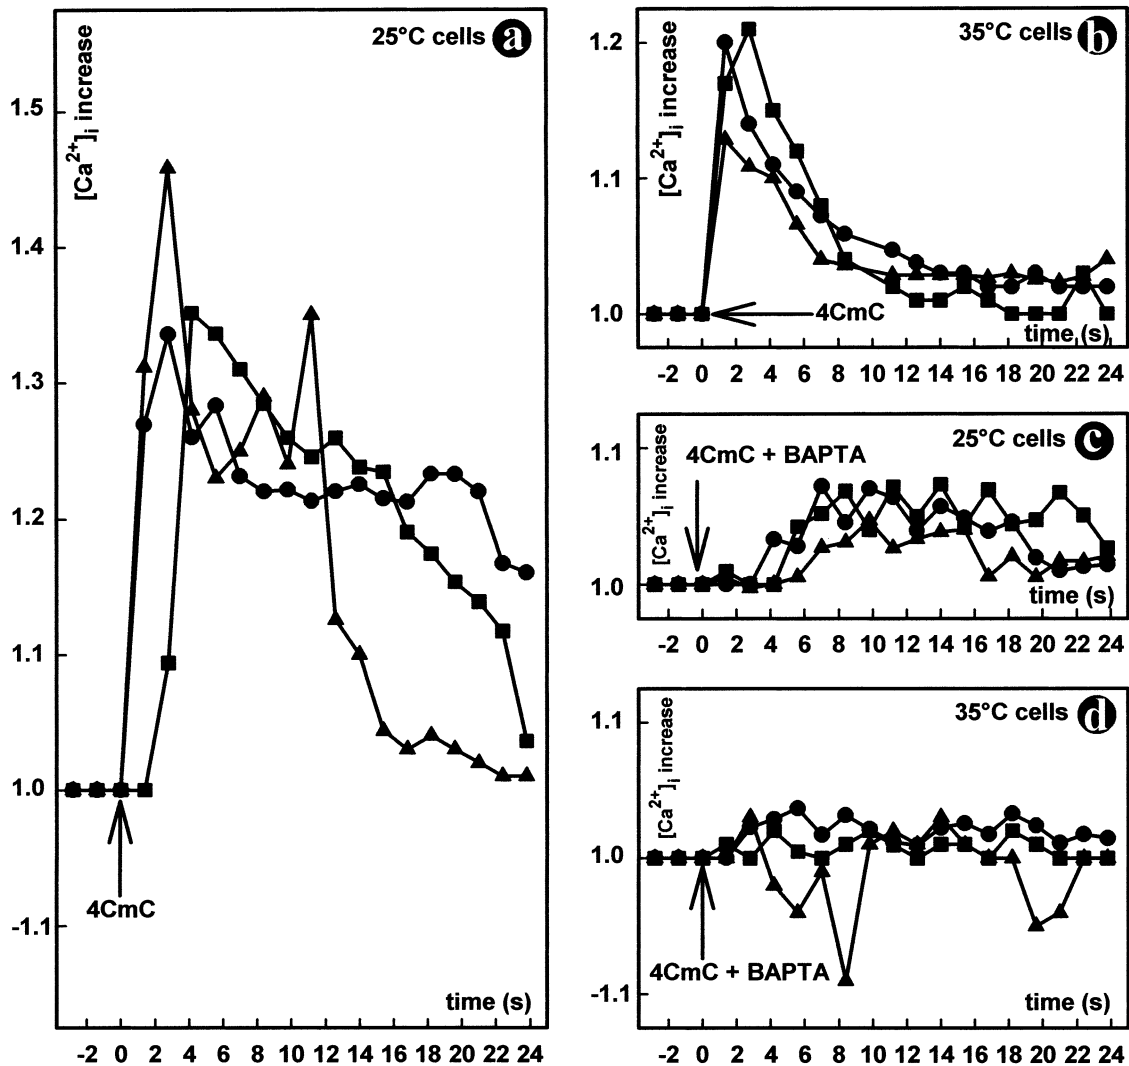 25°C cells a
[Ca2+]i increase
1.5
1.4
1.3
1.2
1.1
1.0
-1.1
4CmC
time (s)
-2 0 2 4 6 8 10 12 14 16 18 20 22 24
35°C cells b
[Ca2+]i increase
1.2
1.1
1.0
4CmC
time (s)
-2 0 2 4 6 8 10 12 14 16 18 20 22 24
25°C cells c
[Ca2+]i increase
4CmC + BAPTA
1.1
1.0
time (s)
-2 0 2 4 6 8 10 12 14 16 18 20 22 24
35°C cells d
[Ca2+]i increase
1.1
1.0
-1.1
4CmC + BAPTA
time (s)
-2 0 2 4 6 8 10 12 14 16 18 20 22 24